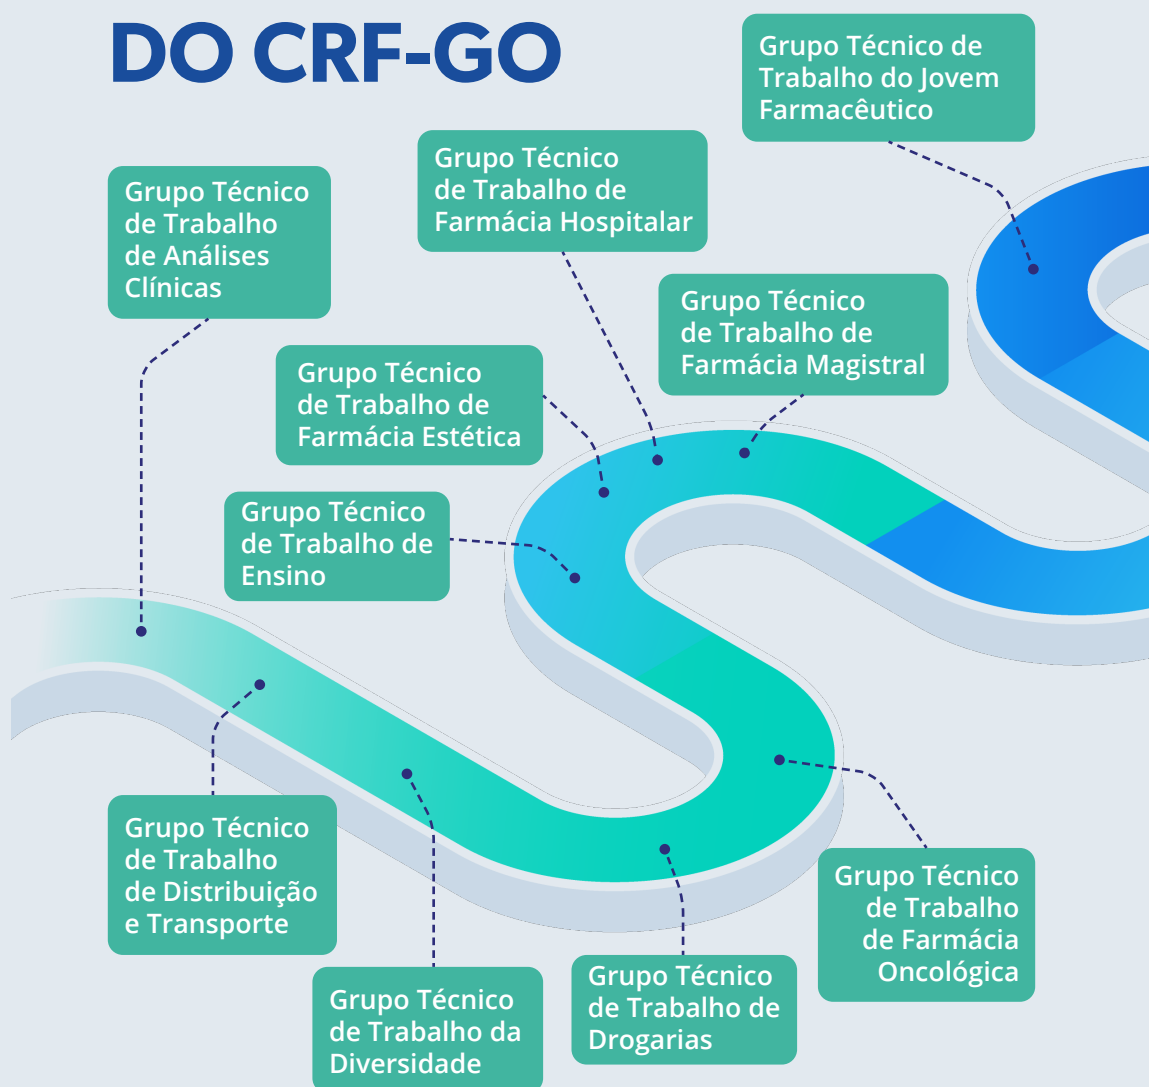 DO CRF-GO
Grupo Técnico de
Trabalho do Jovem
Farmacêutico
Grupo Técnico
de Trabalho de
Farmácia Hospitalar
Grupo Técnico
de Trabalho
de Análises
Clínicas
Grupo Técnico
de Trabalho de
Farmácia Magistral
Grupo Técnico
de Trabalho de
Farmácia Estética
Grupo Técnico
de Trabalho de
Ensino
Grupo Técnico
de Trabalho
de Distribuição
e Transporte
Grupo Técnico
de Trabalho
de Farmácia
Oncológica
Grupo Técnico
de Trabalho da
Diversidade
Grupo Técnico
de Trabalho de
Drogarias